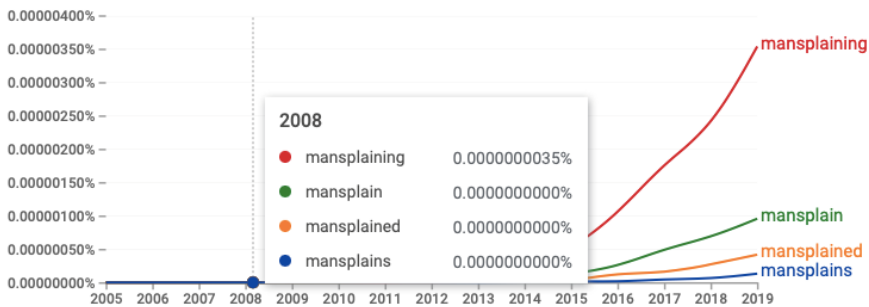 0.00000400%
0.00000350%
0.00000300%
0.00000250%
0.00000200%
0.00000150%
0.00000100%
0.00000050%
0.00000000%
mansplaining
mansplain
mansplained
mansplains
2008
mansplaining 0.0000000035%
mansplain 0.0000000000%
mansplained 0.0000000000%
mansplains 0.0000000000%
2005 2006 2007 2008 2009 2010 2011 2012 2013 2014 2015 2016 2017 2018 2019